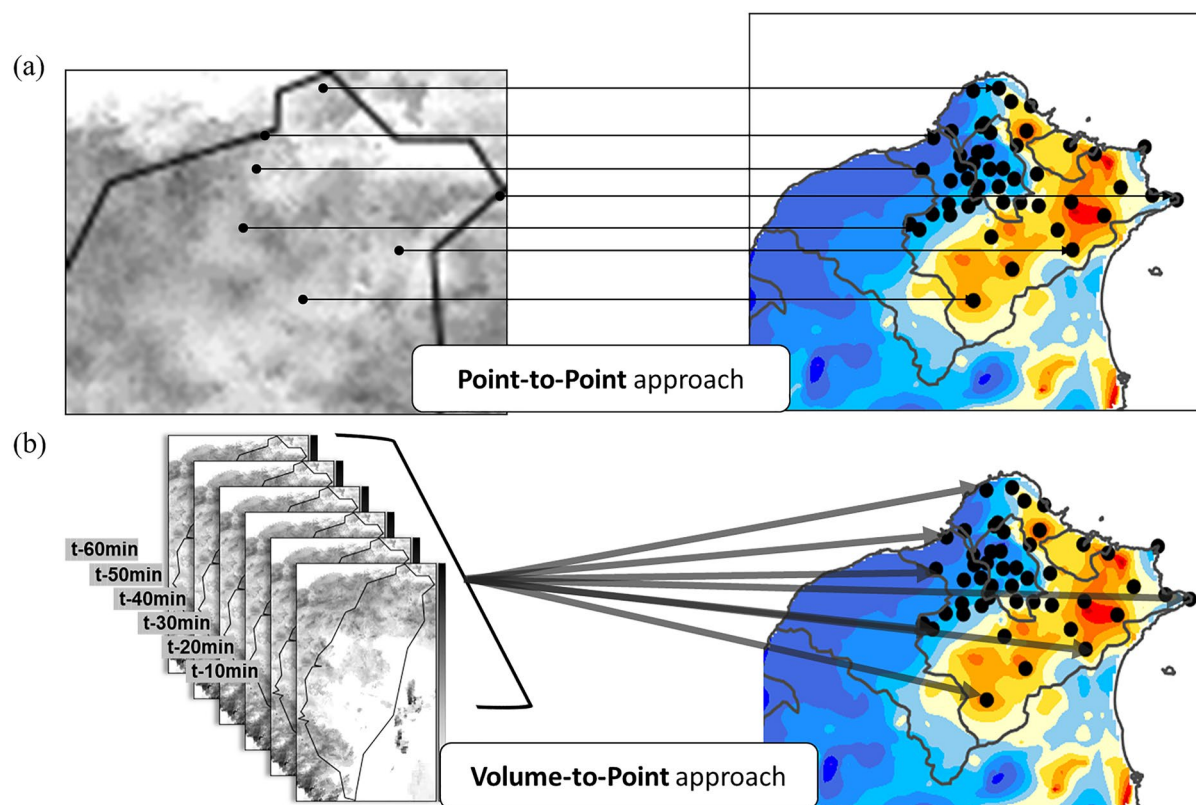 (a)
Point-to-Point approach
(b)
t-60min
t-50min
t-40min
t-30min
t-20min
t-10min
Volume-to-Point approach